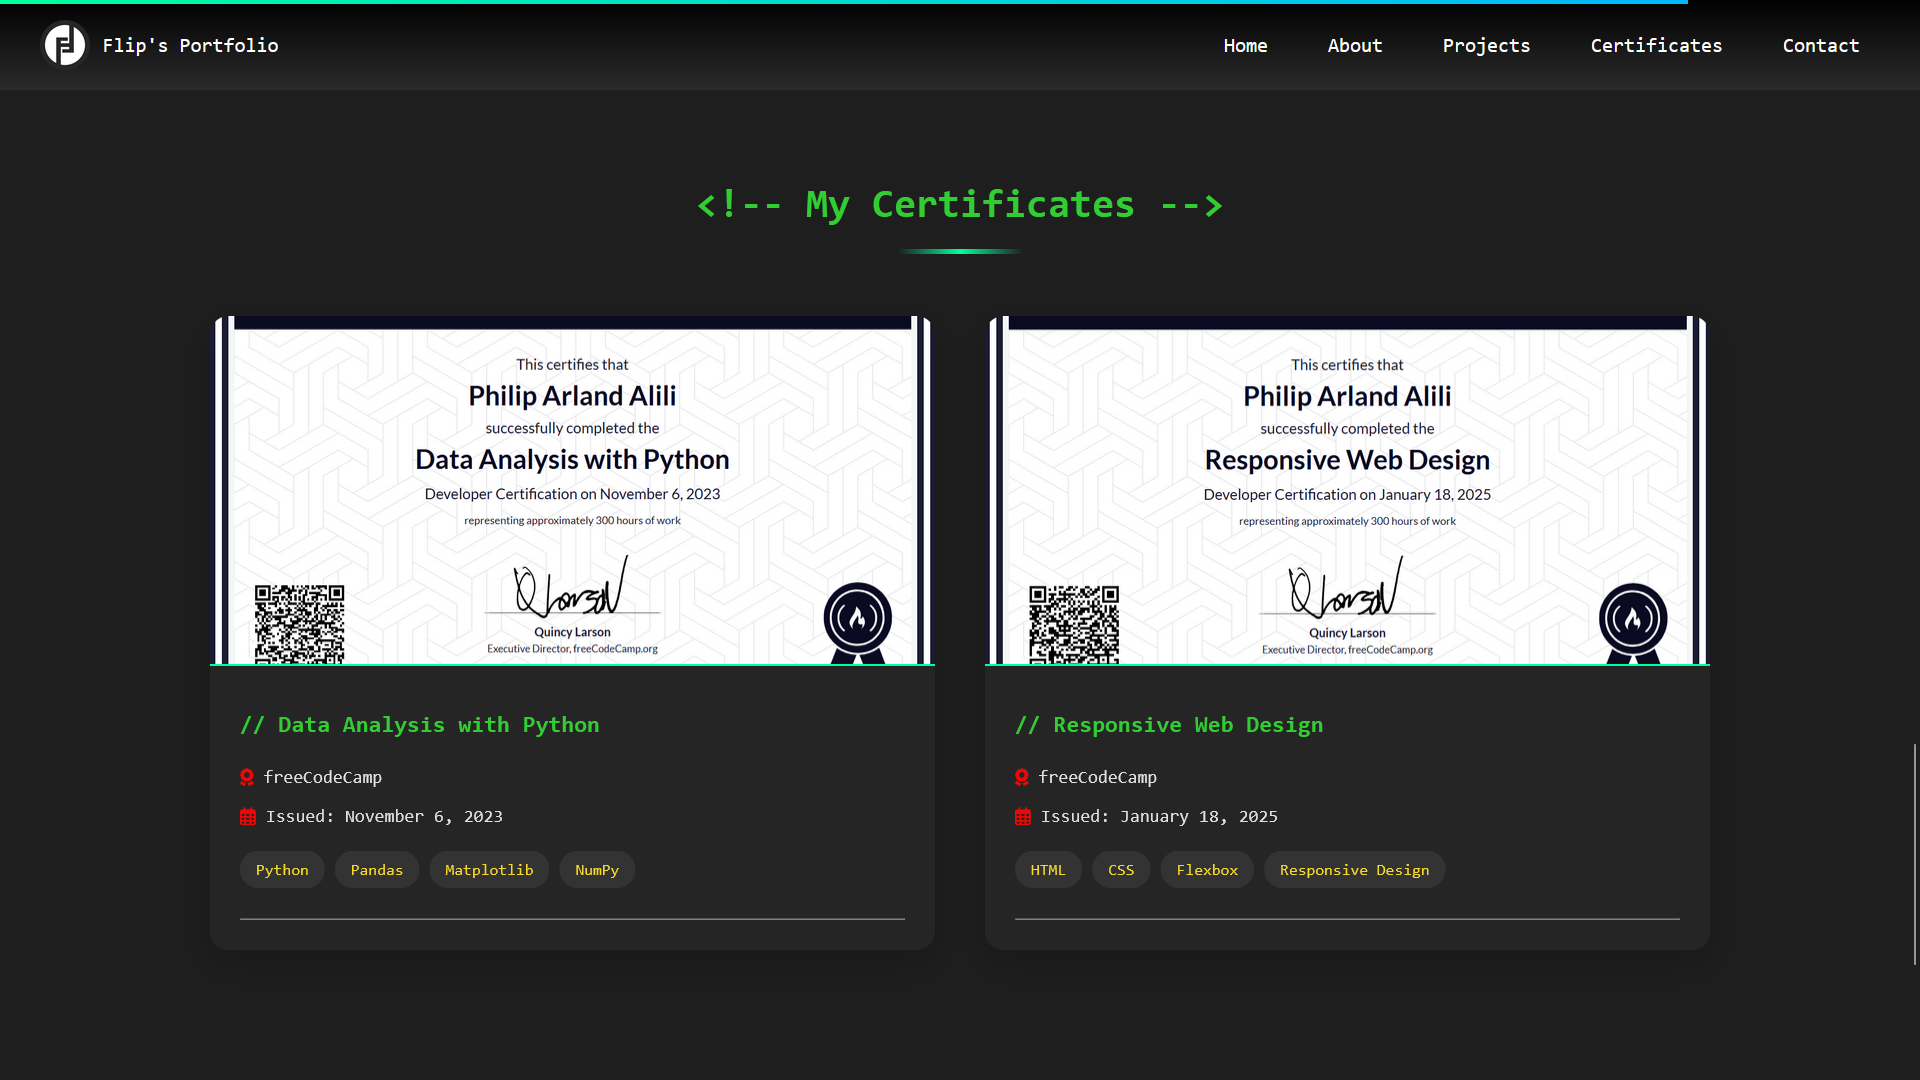 Flip's Portfolio
Home About Projects Certificates Contact
<!-- My Certificates -->
This certifies that
Philip Arland Alili
successfully completed the
Data Analysis with Python
Developer Certification on November 6, 2023
representing approximately 300 hours of work
Quincy Larson
Executive Director, freeCodeCamp.org
// Data Analysis with Python
freeCodeCamp
Issued: November 6, 2023
Python Pandas Matplotlib NumPy
This certifies that
Philip Arland Alili
successfully completed the
Responsive Web Design
Developer Certification on January 18, 2025
representing approximately 300 hours of work
Quincy Larson
Executive Director, freeCodeCamp.org
// Responsive Web Design
freeCodeCamp
Issued: January 18, 2025
HTML CSS Flexbox Responsive Design